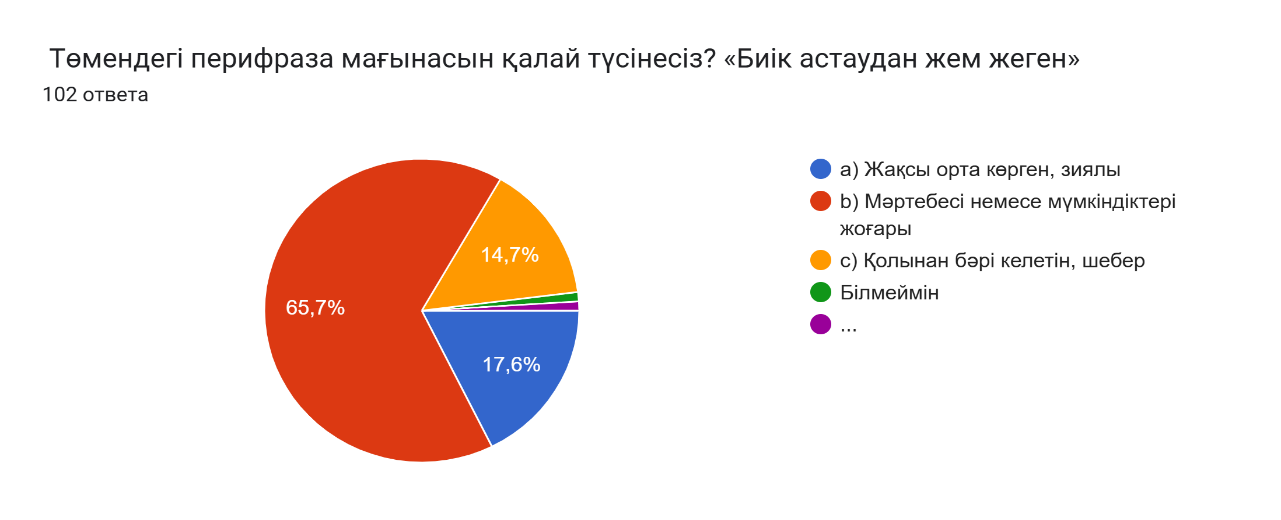 Төмендегі перифраза мағынасын қалай түсінесіз? «Биік астаудан жем жеген»
102 ответа
a) Жақсы орта көрген, зиялы
b) Мәртебесі немесе мүмкіндіктері
жоғары
c) Қолынан бәрі келетін, шебер
Білмеймін
...
14,7%
65,7%
17,6%